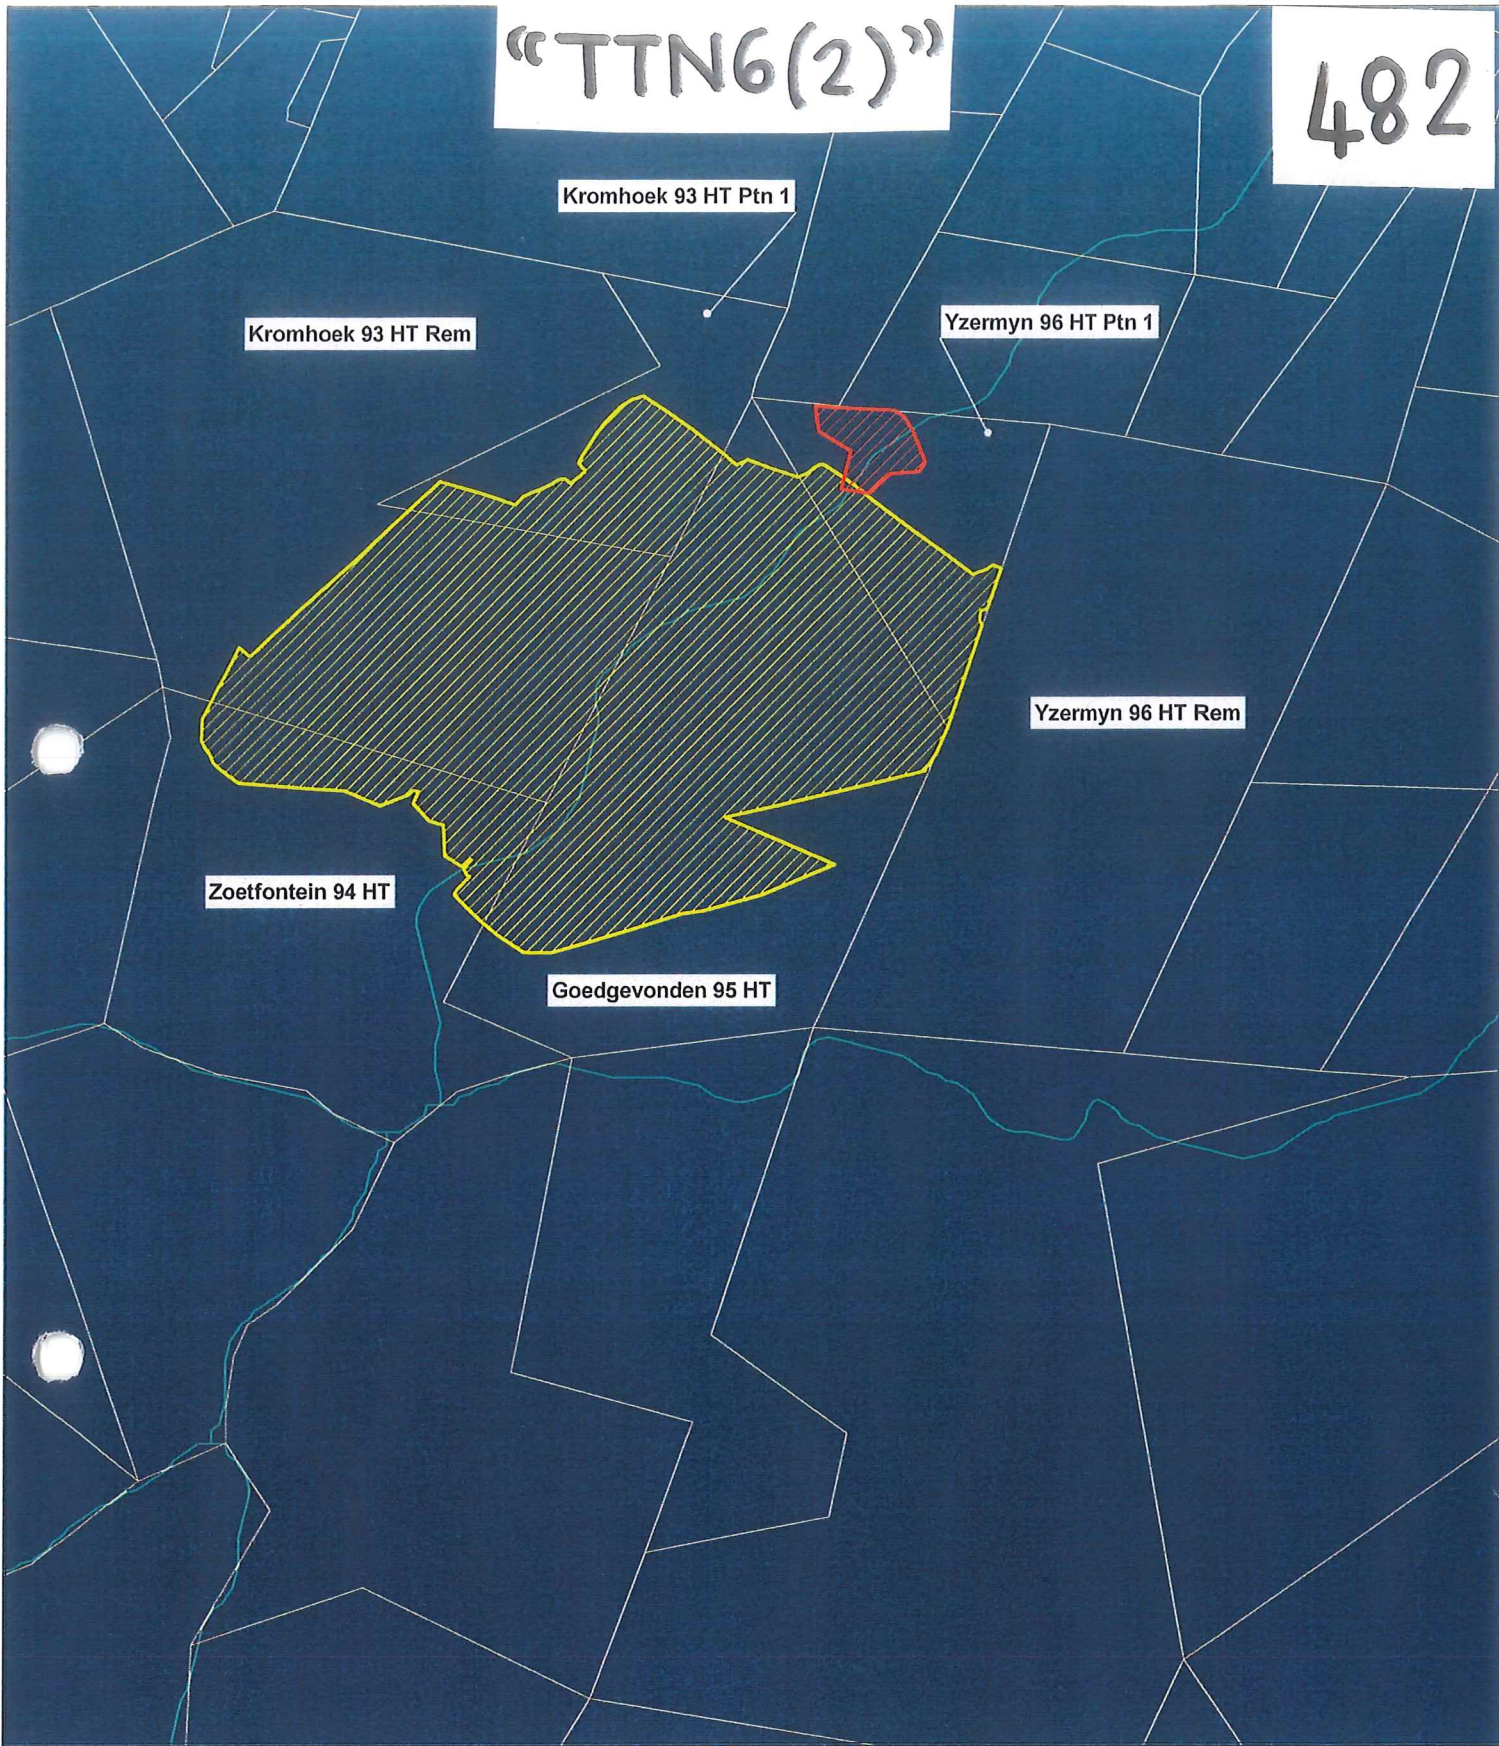 “TTN6(2)”
482
Kromhoek 93 HT Ptn 1
Yzermyn 96 HT Ptn 1
Kromhoek 93 HT Rem
Yzermyn 96 HT Rem
Zoetfontein 94 HT
Goedgevonden 95 HT